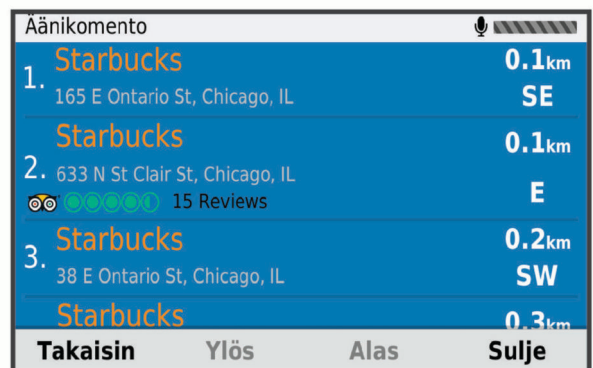 Äänikomento
1. Starbucks 0.1km
165 E Ontario St, Chicago, IL SE
Starbucks 0.1km
2. 633 N St Clair St, Chicago, IL E
15 Reviews
Starbucks 0.2km
3. 38 E Ontario St, Chicago, IL SW
Starbucks 0.3km
Takaisin Ylös Alas Sulje